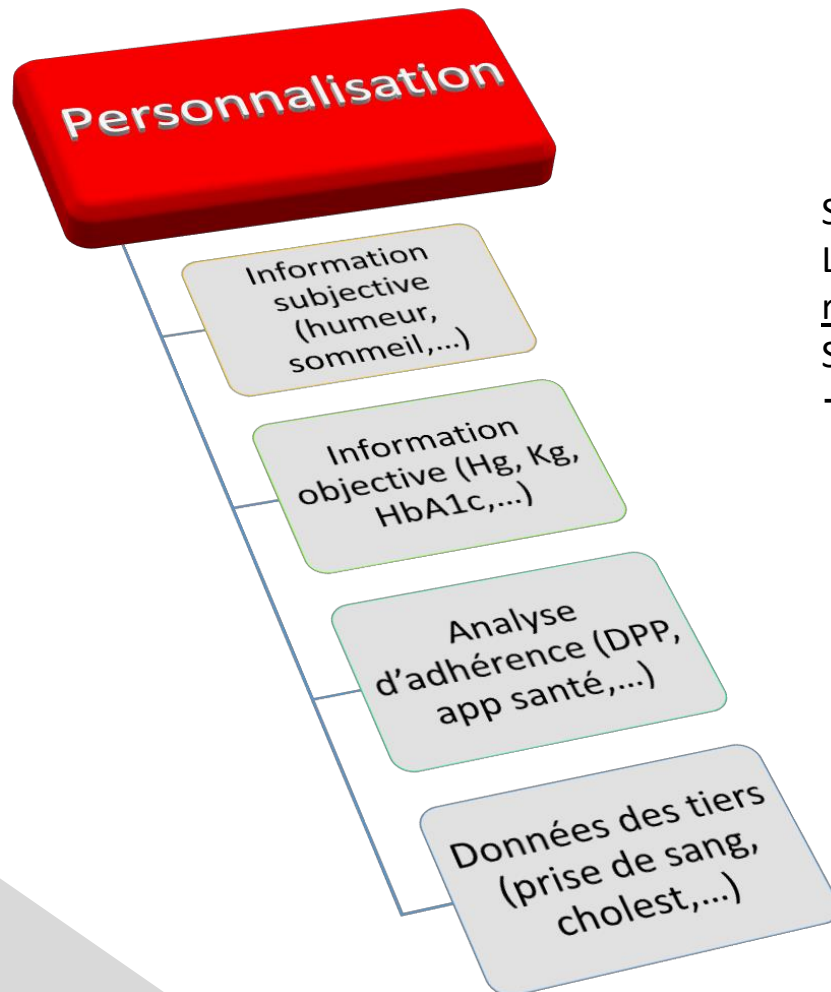 Personnalisation
Information
subjective
(humeur,
sommeil,...)
Information
objective (Hg, Kg,
HbA1c,...)
Analyse
d'adhérence (DPP,
app santé,...)
Données des tiers
(prise de sang,
cholest,...)
S
L
S